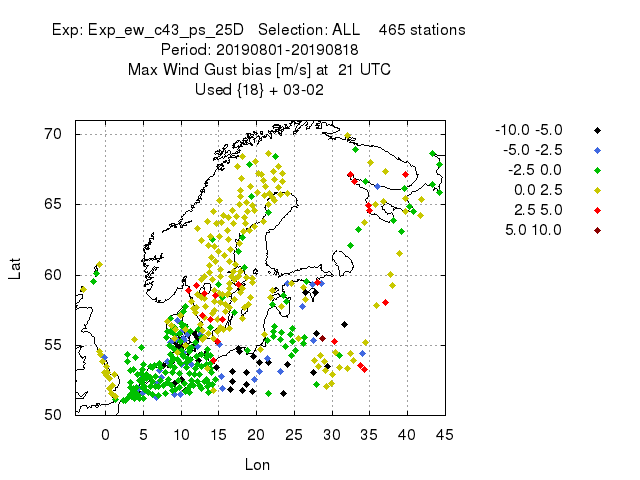 Exp: Exp_ew_c43_ps_25D Selection: ALL 465 stations
Period: 20190801-20190818
Max Wind Gust bias [m/s] at 21 UTC
Used {18} + 03-02
70
65
60
55
50
Lat
0 5 10 15 20 25 30 35 40 45
Lon
-10.0 -5.0
-5.0 -2.5
-2.5 0.0
0.0 2.5
2.5 5.0
5.0 10.0